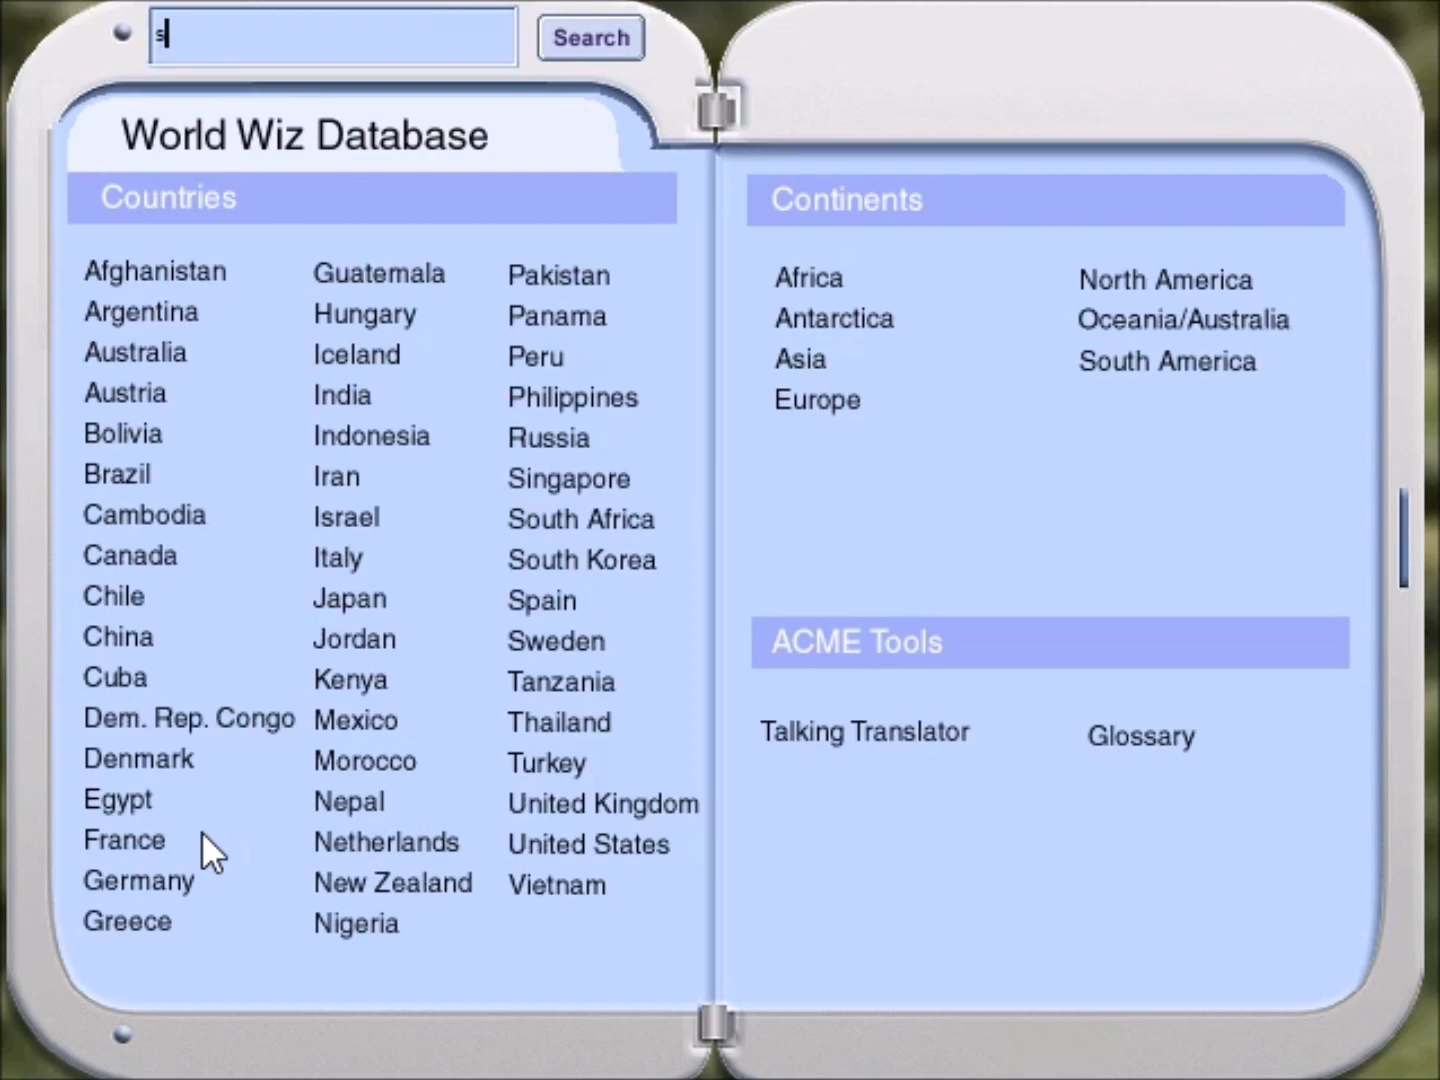 s
Search
World Wiz Database
Countries
Afghanistan
Argentina
Australia
Austria
Bolivia
Brazil
Cambodia
Canada
Chile
China
Cuba
Dem. Rep. Congo
Denmark
Egypt
France
Germany
Greece
Guatemala
Hungary
Iceland
India
Indonesia
Iran
Israel
Italy
Japan
Jordan
Kenya
Mexico
Morocco
Nepal
Netherlands
New Zealand
Nigeria
Pakistan
Panama
Peru
Philippines
Russia
Singapore
South Africa
South Korea
Spain
Sweden
Tanzania
Thailand
Turkey
United Kingdom
United States
Vietnam
Continents
Africa
Antarctica
Asia
Europe
North America
Oceania/Australia
South America
ACME Tools
Talking Translator
Glossary